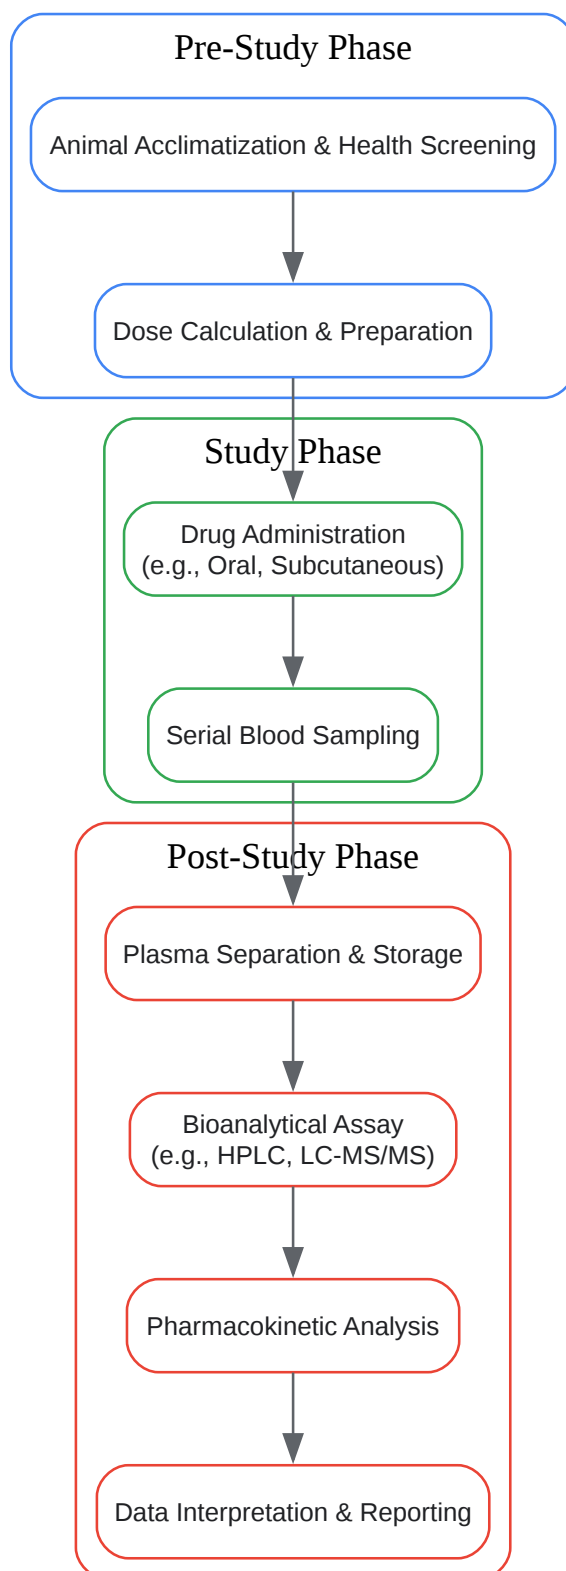 Pre-Study Phase
Animal Acclimatization & Health Screening
Dose Calculation & Preparation
Study Phase
Drug Administration
(e.g., Oral, Subcutaneous)
Serial Blood Sampling
Post-Study Phase
Plasma Separation & Storage
Bioanalytical Assay
(e.g., HPLC, LC-MS/MS)
Pharmacokinetic Analysis
Data Interpretation & Reporting